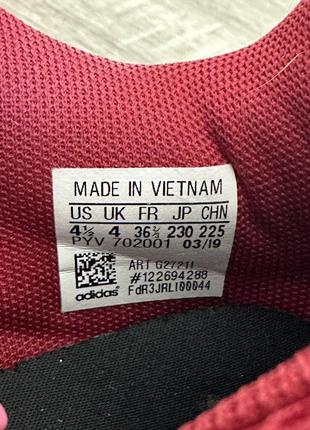 MADE IN VIETNAM
US UK FR JP CHN
4½ 4 36⅔ 230 225
PYV 702001 03/19
ART G27211
#122694288
adidas FdR3JRLI00044